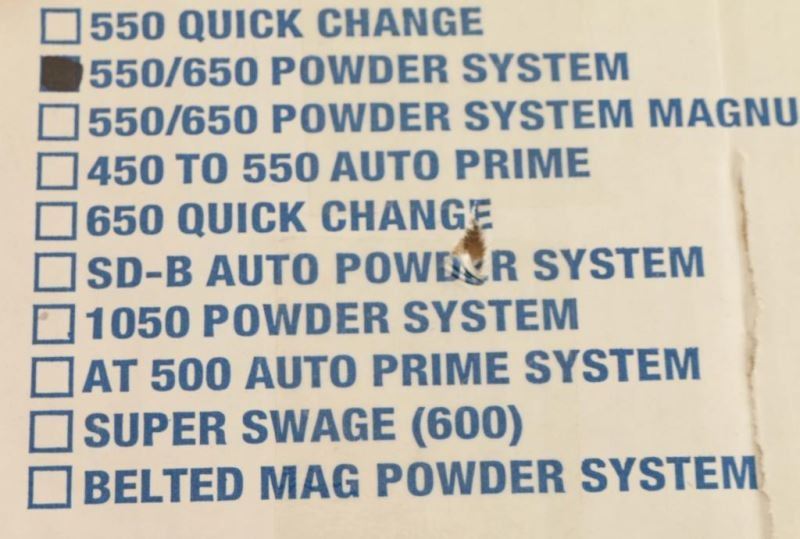 550 QUICK CHANGE
550/650 POWDER SYSTEM
550/650 POWDER SYSTEM MAGNU
450 TO 550 AUTO PRIME
650 QUICK CHANGE
SD-B AUTO POWDER SYSTEM
1050 POWDER SYSTEM
AT 500 AUTO PRIME SYSTEM
SUPER SWAGE (600)
BELTED MAG POWDER SYSTEM